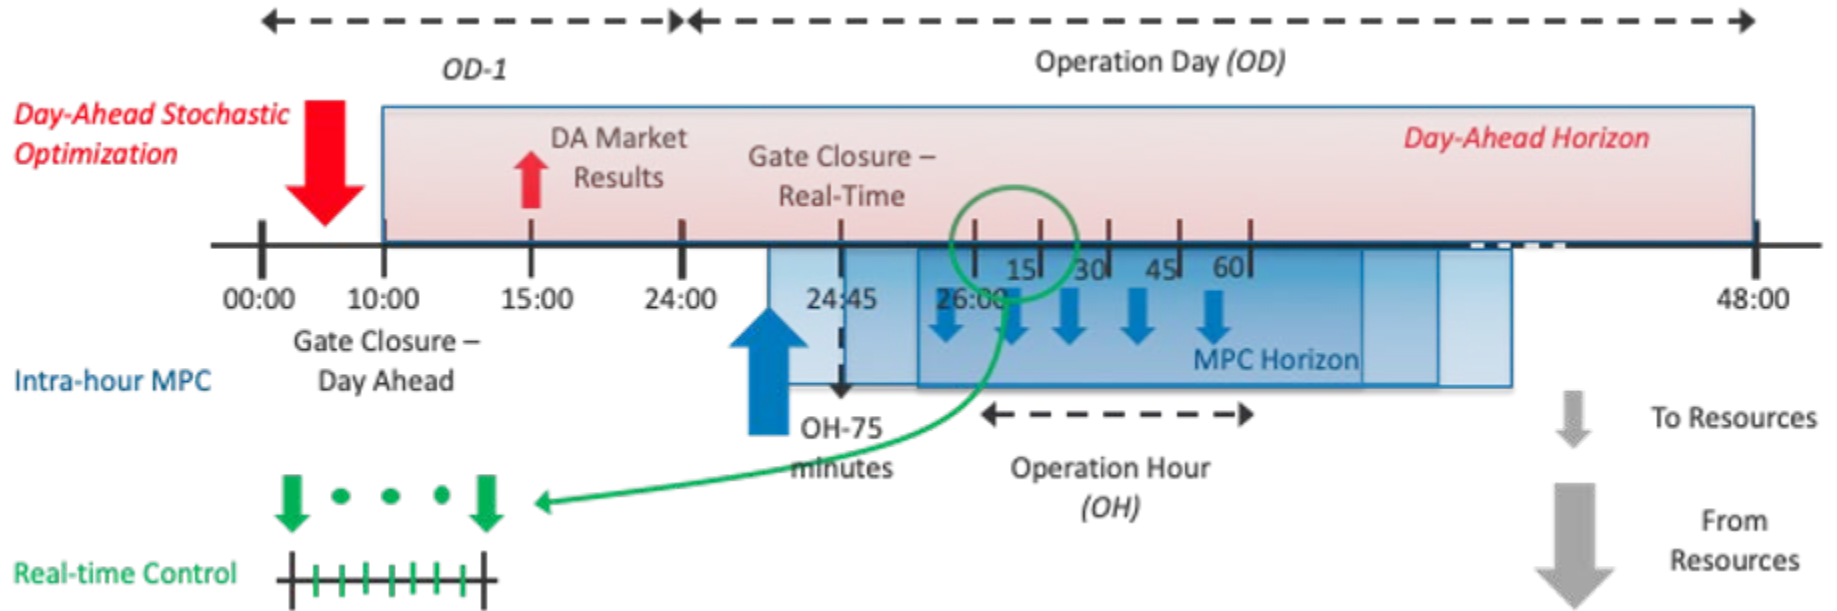 OD-1
Operation Day (OD)
Day-Ahead Stochastic
Optimization
DA Market
Results
Gate Closure –
Real-Time
Day-Ahead Horizon
15
30
45
60
00:00
10:00
15:00
24:00
24:45
26:00
48:00
Gate Closure –
Day Ahead
MPC Horizon
Intra-hour MPC
OH-75
minutes
Operation Hour
(OH)
To Resources
From
Resources
Real-time Control